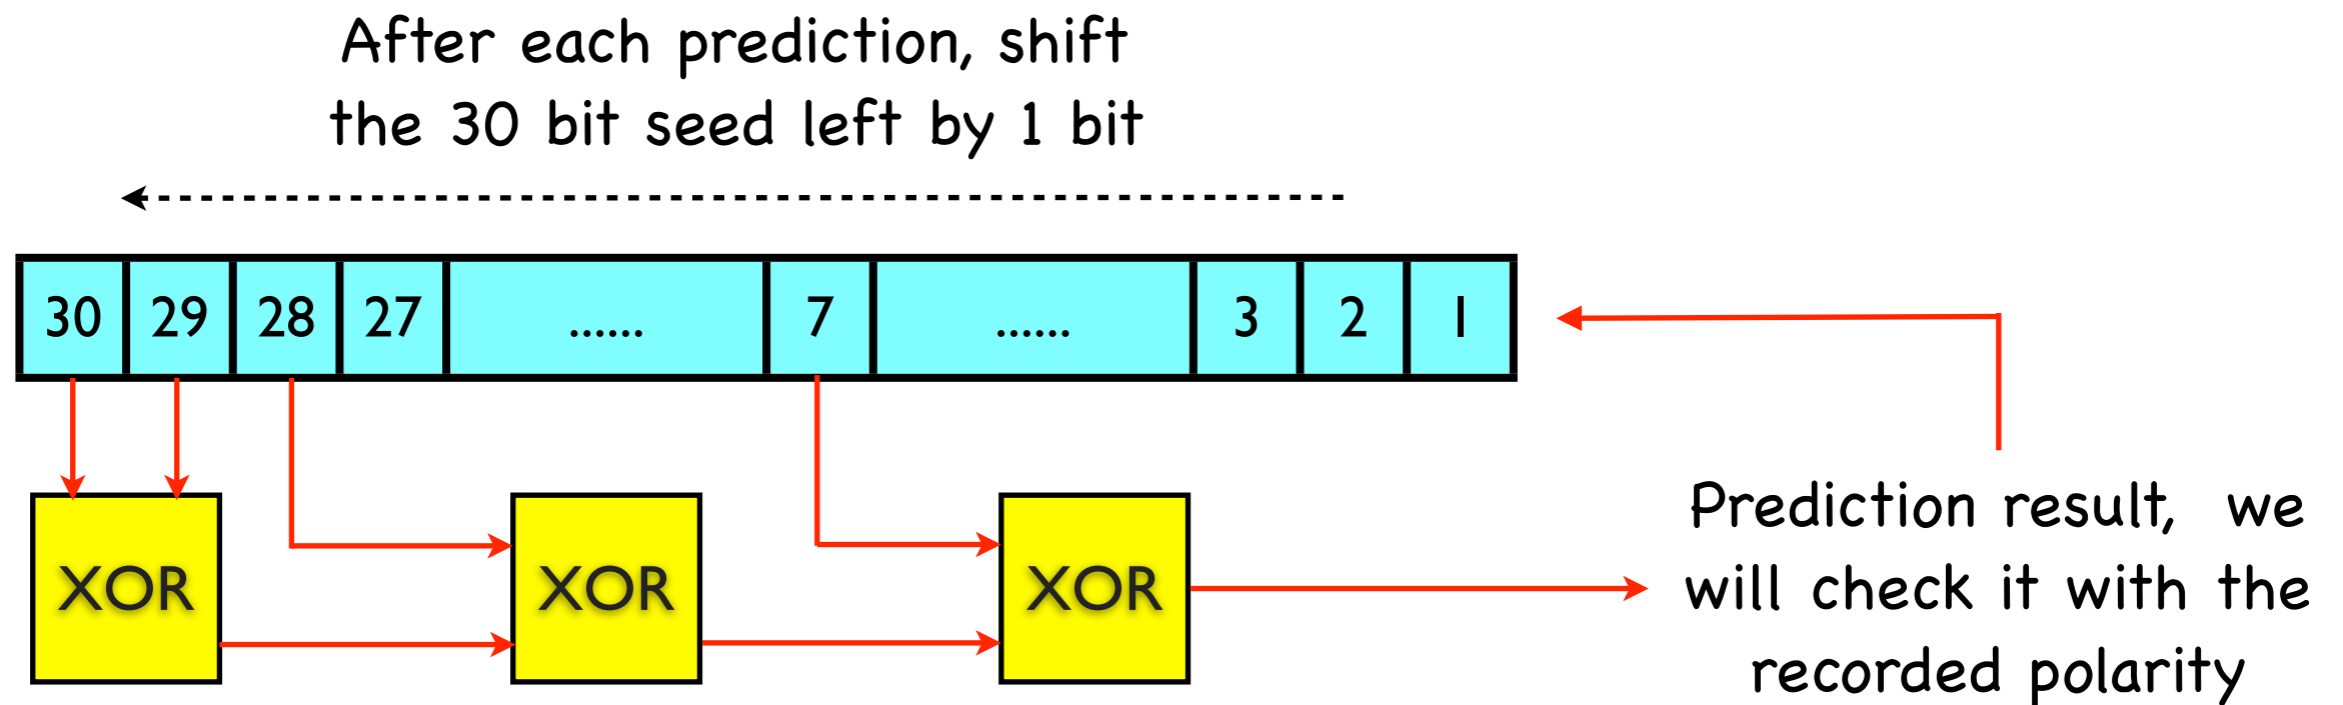 After each prediction, shift
the 30 bit seed left by 1 bit
30 29 28 27 ...... 7 ...... 3 2 1
XOR XOR XOR
Prediction result, we
will check it with the
recorded polarity